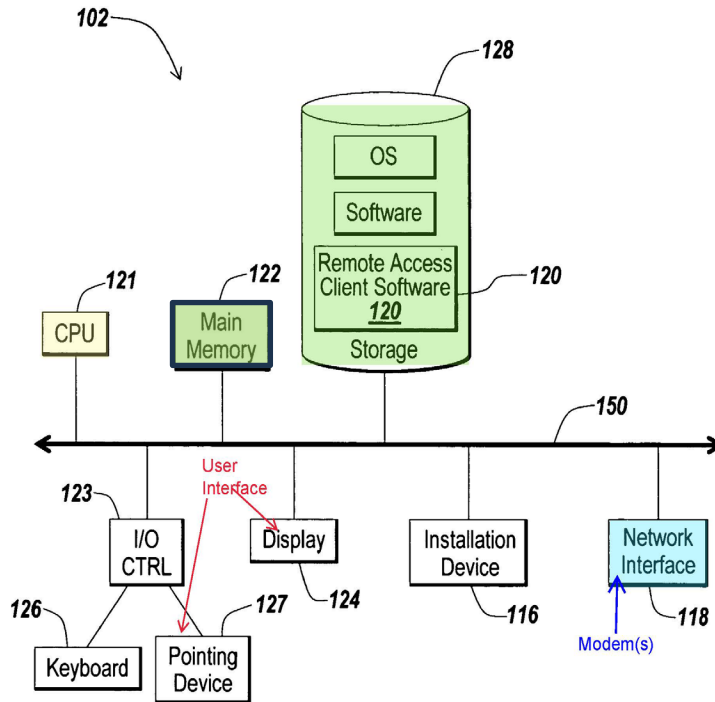 102
128
OS
Software
Remote Access
Client Software
120
120
Storage
121
CPU
122
Main
Memory
150
User
Interface
123
I/O
CTRL
Display
124
Installation
Device
116
Network
Interface
118
Modem(s)
126
Keyboard
127
Pointing
Device